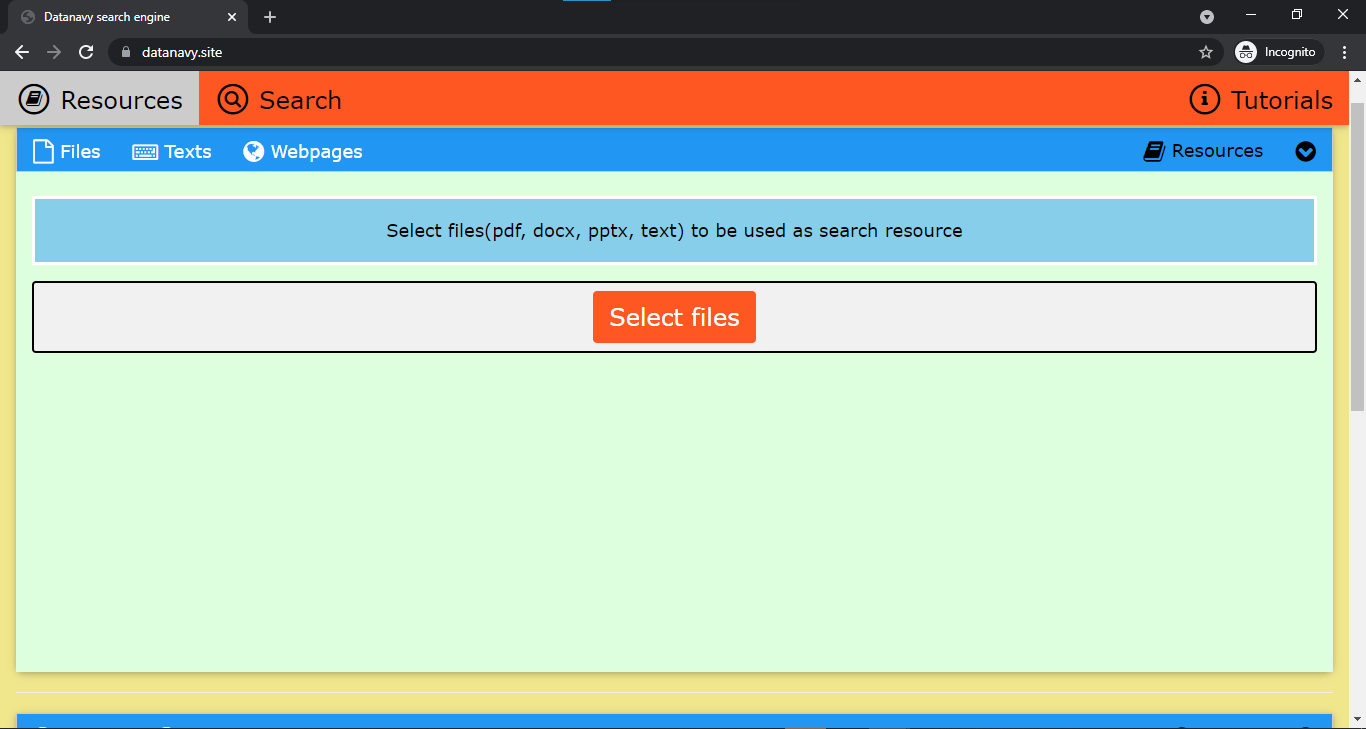 Datanavy search engine
datanavy.site
Incognito
Resources Search Tutorials
Files Texts Webpages Resources
Select files(pdf, docx, pptx, text) to be used as search resource
Select files